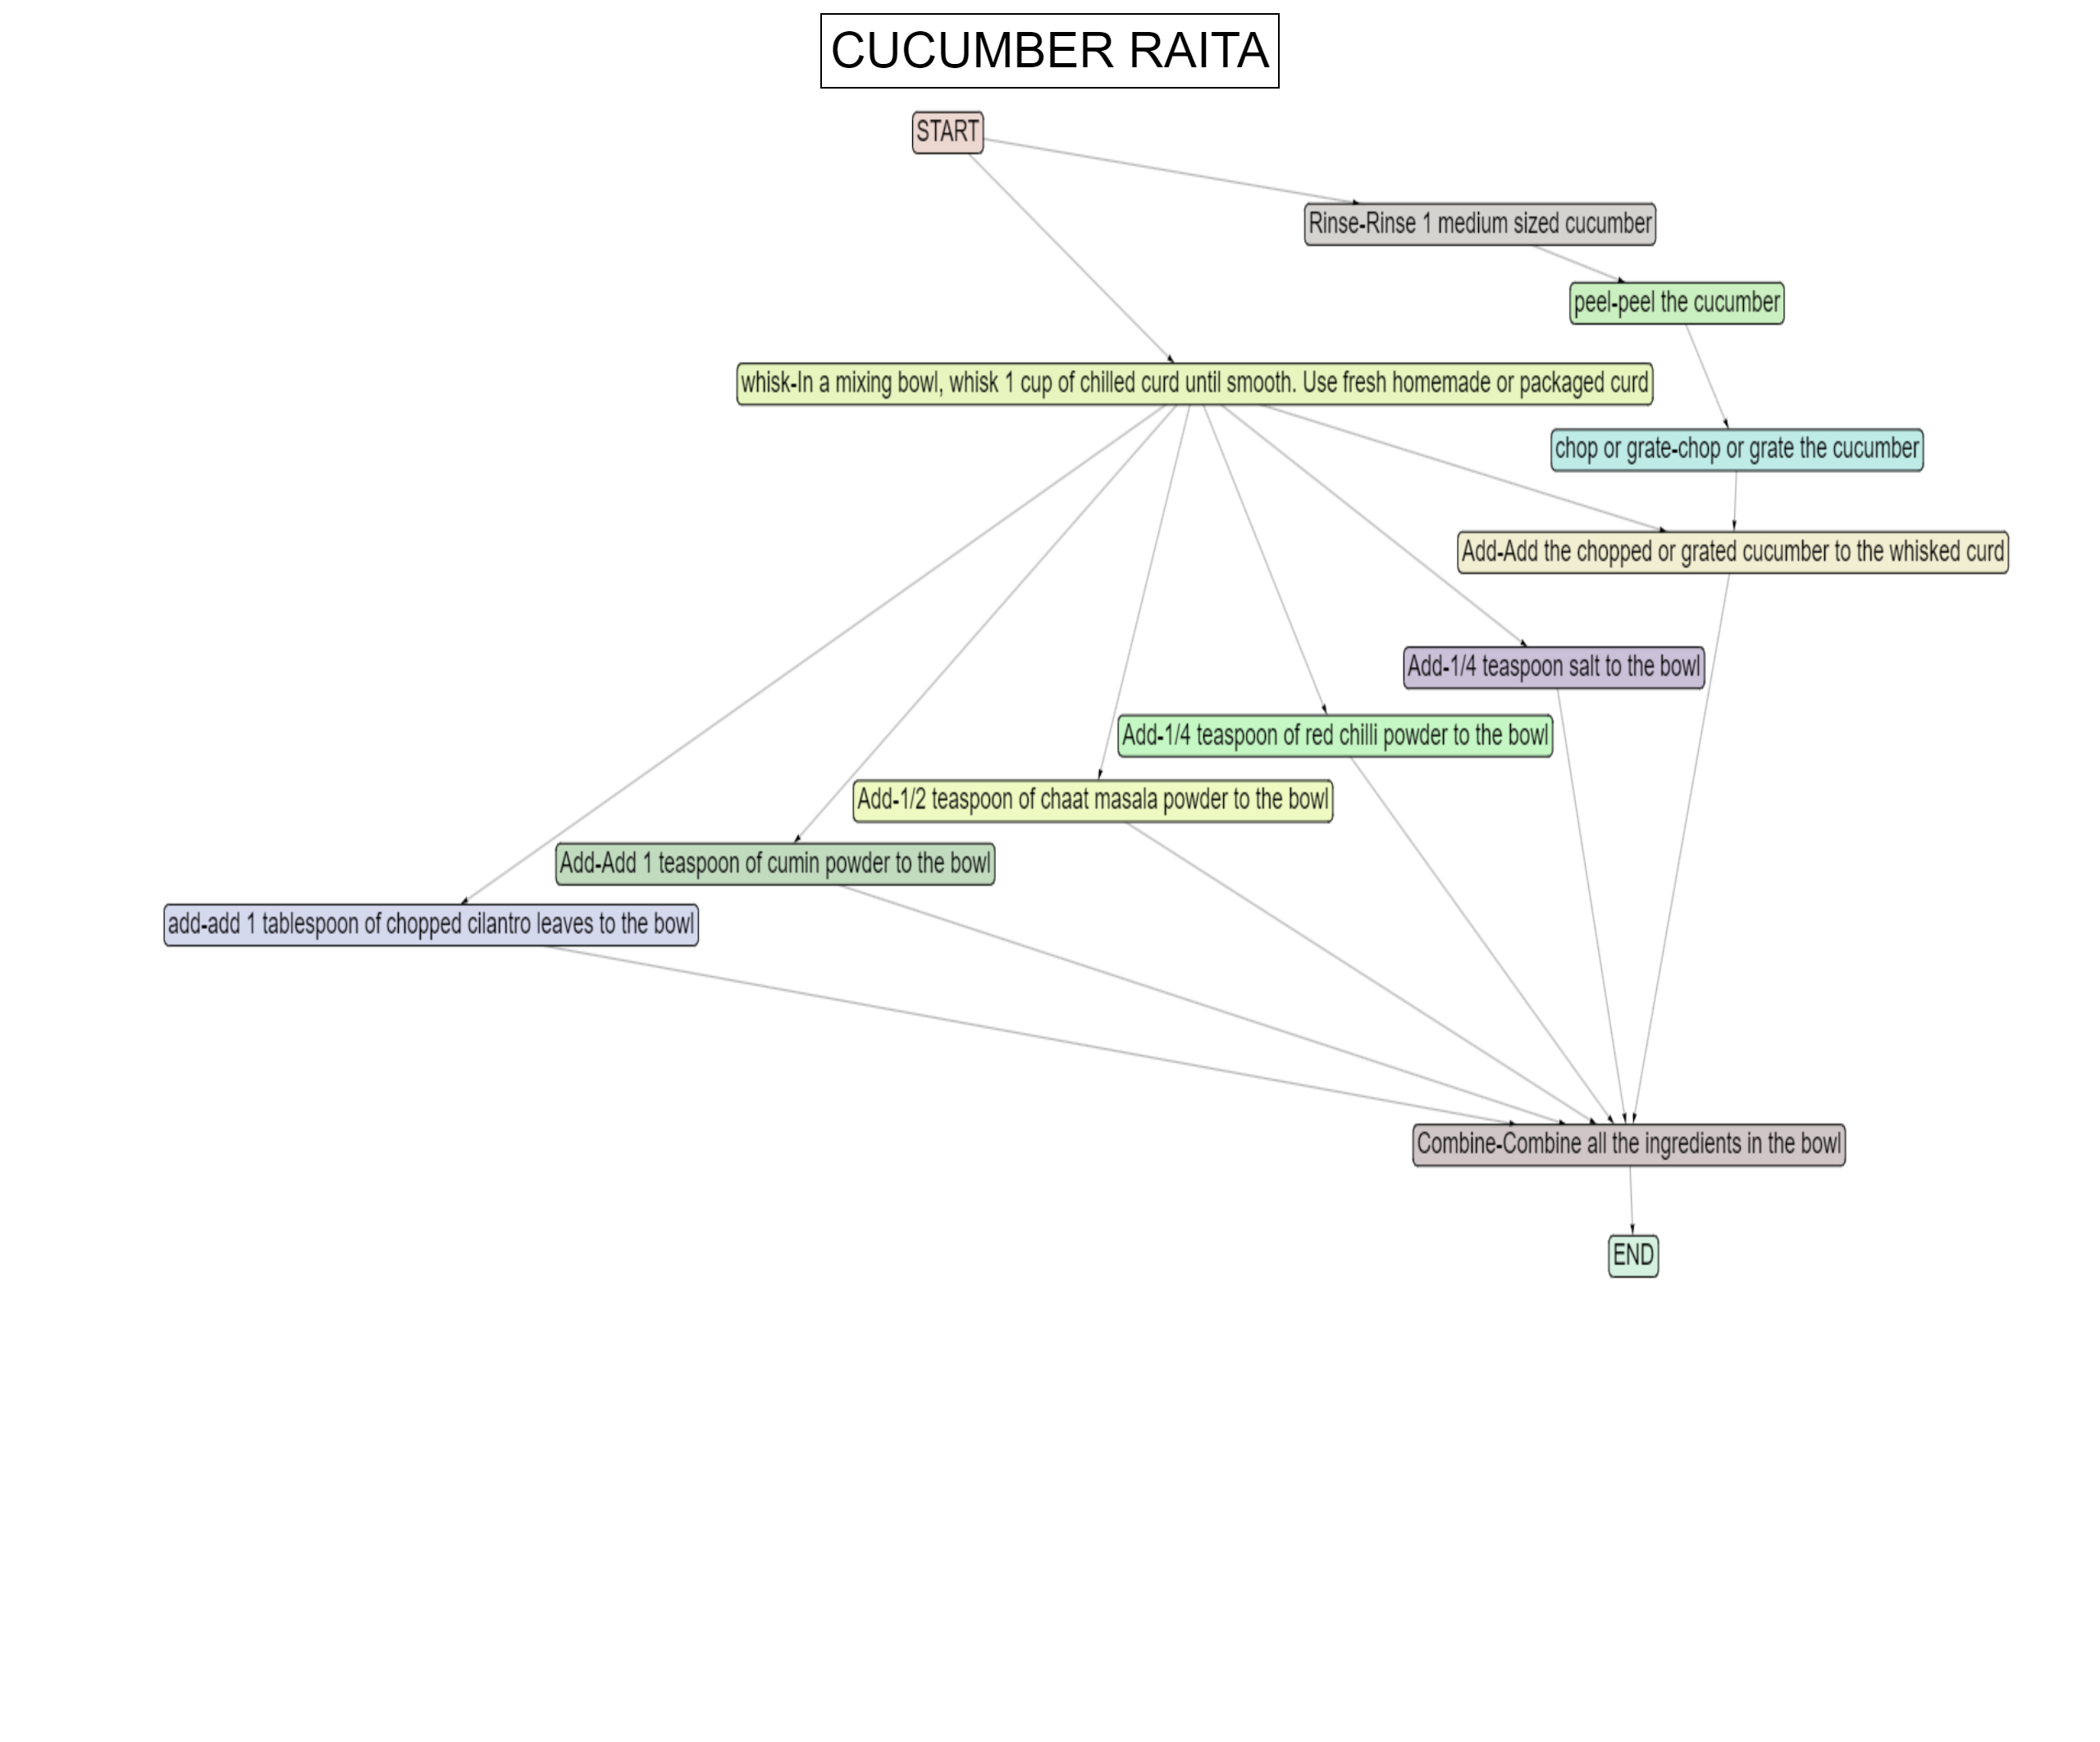 CUCUMBER RAITA
START
Rinse-Rinse 1 medium sized cucumber
peel-peel the cucumber
whisk-In a mixing bowl, whisk 1 cup of chilled curd until smooth. Use fresh homemade or packaged curd
chop or grate-chop or grate the cucumber
Add-Add the chopped or grated cucumber to the whisked curd
Add-1/4 teaspoon salt to the bowl
Add-1/4 teaspoon of red chilli powder to the bowl
Add-1/2 teaspoon of chaat masala powder to the bowl
Add-Add 1 teaspoon of cumin powder to the bowl
add-add 1 tablespoon of chopped cilantro leaves to the bowl
Combine-Combine all the ingredients in the bowl
END